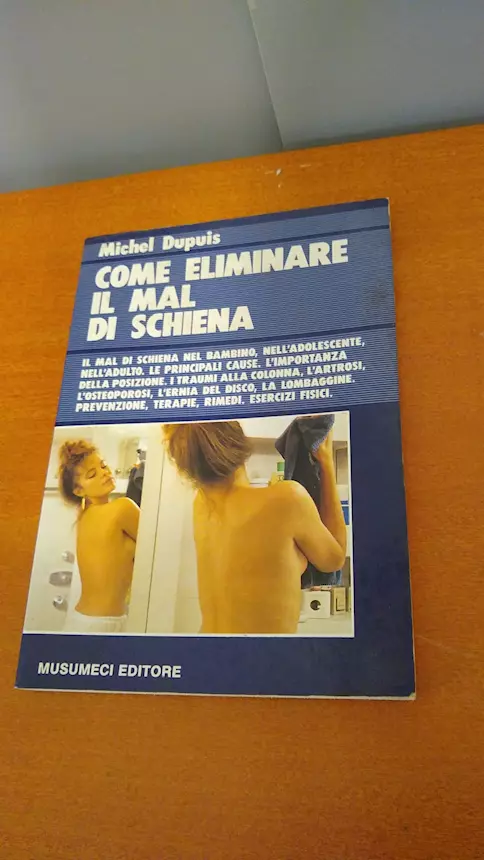 Michel Dupuis
COME ELIMINARE
IL MAL
DI SCHIENA
IL MAL DI SCHIENA NEL BAMBINO, NELL'ADOLESCENTE,
NELL'ADULTO. LE PRINCIPALI CAUSE. L'IMPORTANZA
DELLA POSIZIONE. I TRAUMI ALLA COLONNA, L'ARTROSI,
L'OSTEOPOROSI, L'ERNIA DEL DISCO, LA LOMBAGGINE.
PREVENZIONE, TERAPIE, RIMEDI. ESERCIZI FISICI.
MUSUMECI EDITORE